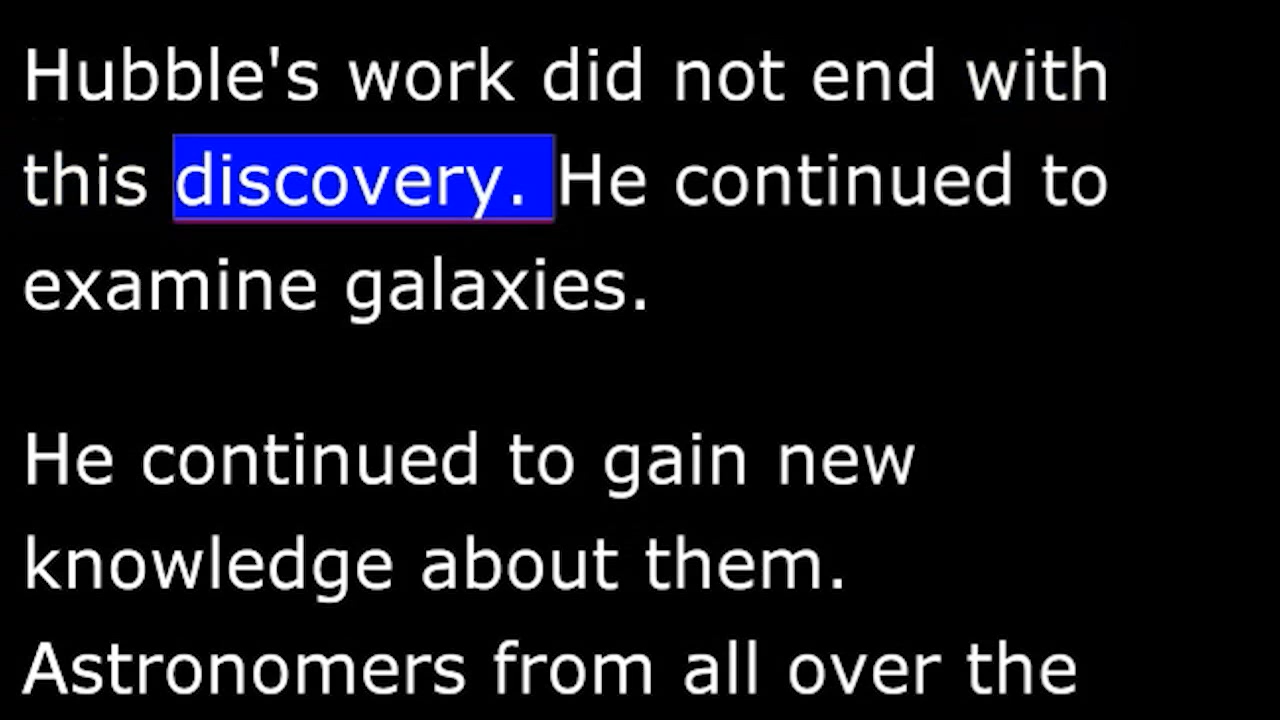 Hubble's work did not end with
this discovery. He continued to
examine galaxies.
He continued to gain new
knowledge about them.
Astronomers from all over the